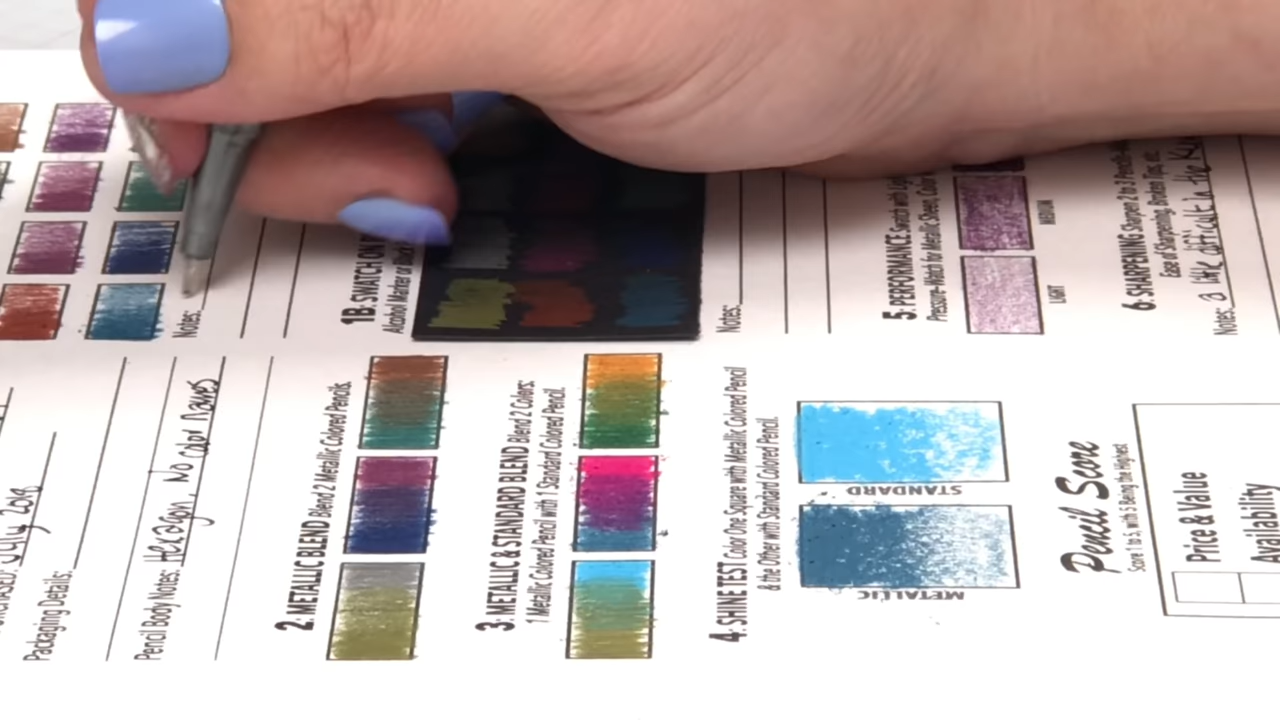 July 2018
Packaging Details:
Pencil Body Notes: Hexagon, No color names
Notes:
1B: SWATCH ON
Alcohol Marker or
Notes:
2: METALLIC BLEND Blend 2 Metallic Colored Pencils.
3: METALLIC & STANDARD BLEND Blend 2 Colors:
1 Metallic Colored Pencil with 1 Standard Colored Pencil.
4: SHINE TEST Color One Square with Metallic Colored Pencil
& the Other with Standard Colored Pencil.
METALLIC
STANDARD
5: PERFORMANCE Swatch with
Pressure-Watch for Metallic Sheen, Color
LIGHT
MEDIUM
6: SHARPENING Sharpen 2 to 3 Pencils
Ease of Sharpening, Broken Tips, etc.
Notes: a little difficult in the
Pencil Score
Score 1 to 5, with 5 Being the Highest
Price & Value
Availability